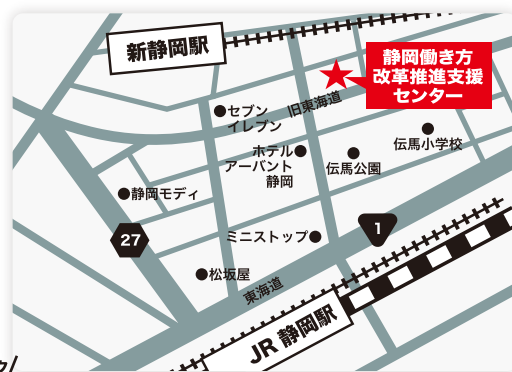 新静岡駅
静岡働き方
改革推進支援
センター
セブン
イレブン
旧東海道
伝馬小学校
ホテル
アーバント
静岡
伝馬公園
静岡モディ
27
ミニストップ
1
松坂屋
東海道
JR 静岡駅